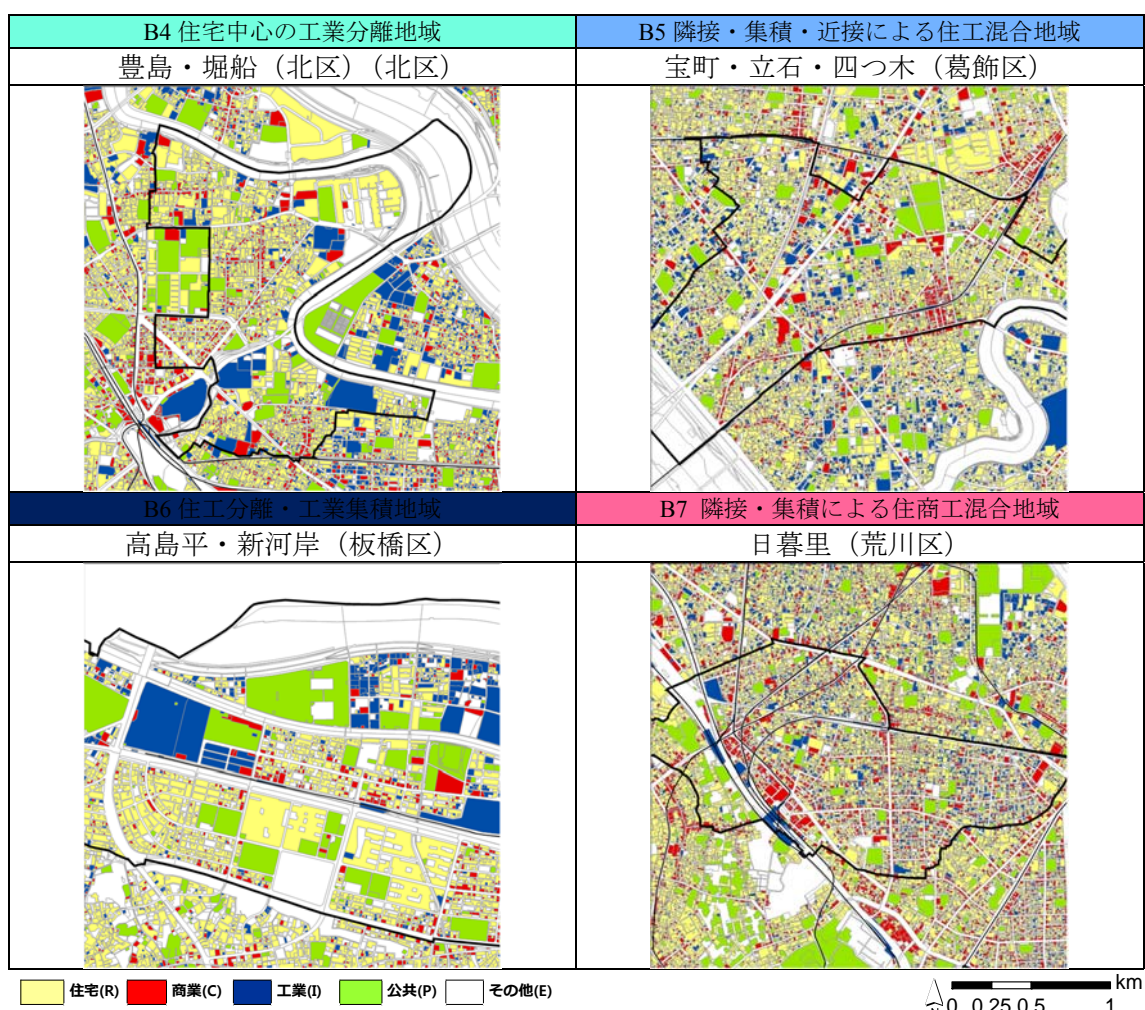 B4 住宅中心の工業分離地域
B5 隣接・集積・近接による住工混合地域
豊島・堀船（北区）（北区）
宝町・立石・四つ木（葛飾区）
B6 住工分離・工業集積地域
B7 隣接・集積による住商工混合地域
高島平・新河岸（板橋区）
日暮里（荒川区）
住宅(R) 商業(C) 工業(I) 公共(P) その他(E)
km
0 0.25 0.5 1